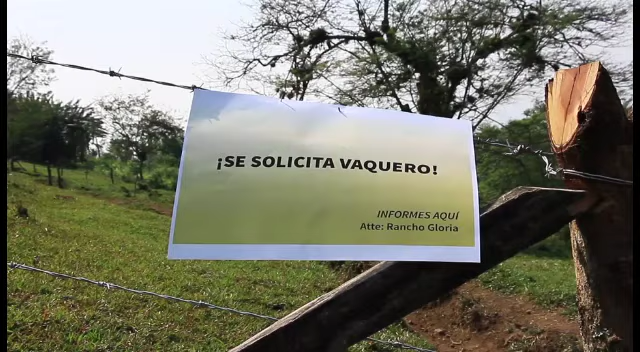 ¡SE SOLICITA VAQUERO!
INFORMES AQUÍ
Atte: Rancho Gloria